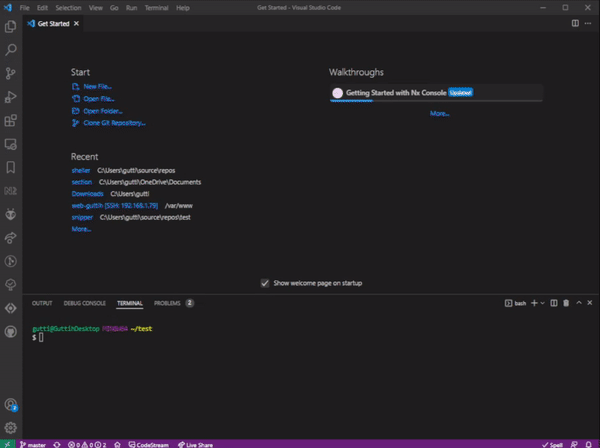 File Edit Selection View Go Run Terminal Help Get Started - Visual Studio Code
Get Started
Start
New File...
Open File...
Open Folder...
Clone Git Repository...
Recent
sheller C:\Users\gutti\source\repos
section C:\Users\gutti\OneDrive\Documents
Downloads C:\Users\gutti
web-guttih [SSH: 192.168.1.79] /var/www
snipper C:\Users\gutti\source\repos\test
More...
Walkthroughs
Getting Started with Nx Console Updated
More...
Show welcome page on startup
OUTPUT DEBUG CONSOLE TERMINAL PROBLEMS 2
bash
gutti@GuttihDesktop MINGW64 ~/test
$
master 0 0 2 CodeStream Live Share Spell